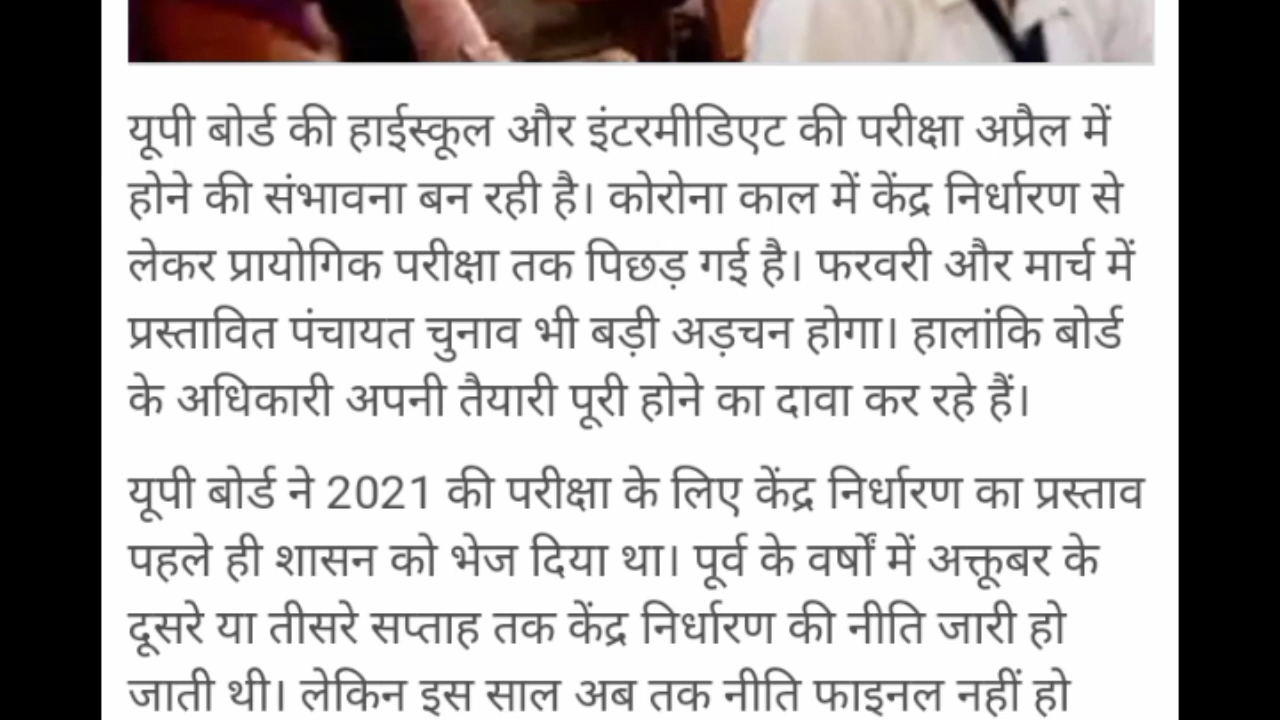 यूपी बोर्ड की हाईस्कूल और इंटरमीडिएट की परीक्षा अप्रैल में
होने की संभावना बन रही है। कोरोना काल में केंद्र निर्धारण से
लेकर प्रायोगिक परीक्षा तक पिछड़ गई है। फरवरी और मार्च में
प्रस्तावित पंचायत चुनाव भी बड़ी अड़चन होगा। हालांकि बोर्ड
के अधिकारी अपनी तैयारी पूरी होने का दावा कर रहे हैं।
यूपी बोर्ड ने 2021 की परीक्षा के लिए केंद्र निर्धारण का प्रस्ताव
पहले ही शासन को भेज दिया था। पूर्व के वर्षों में अक्तूबर के
दूसरे या तीसरे सप्ताह तक केंद्र निर्धारण की नीति जारी हो
जाती थी। लेकिन इस साल अब तक नीति फाइनल नहीं हो